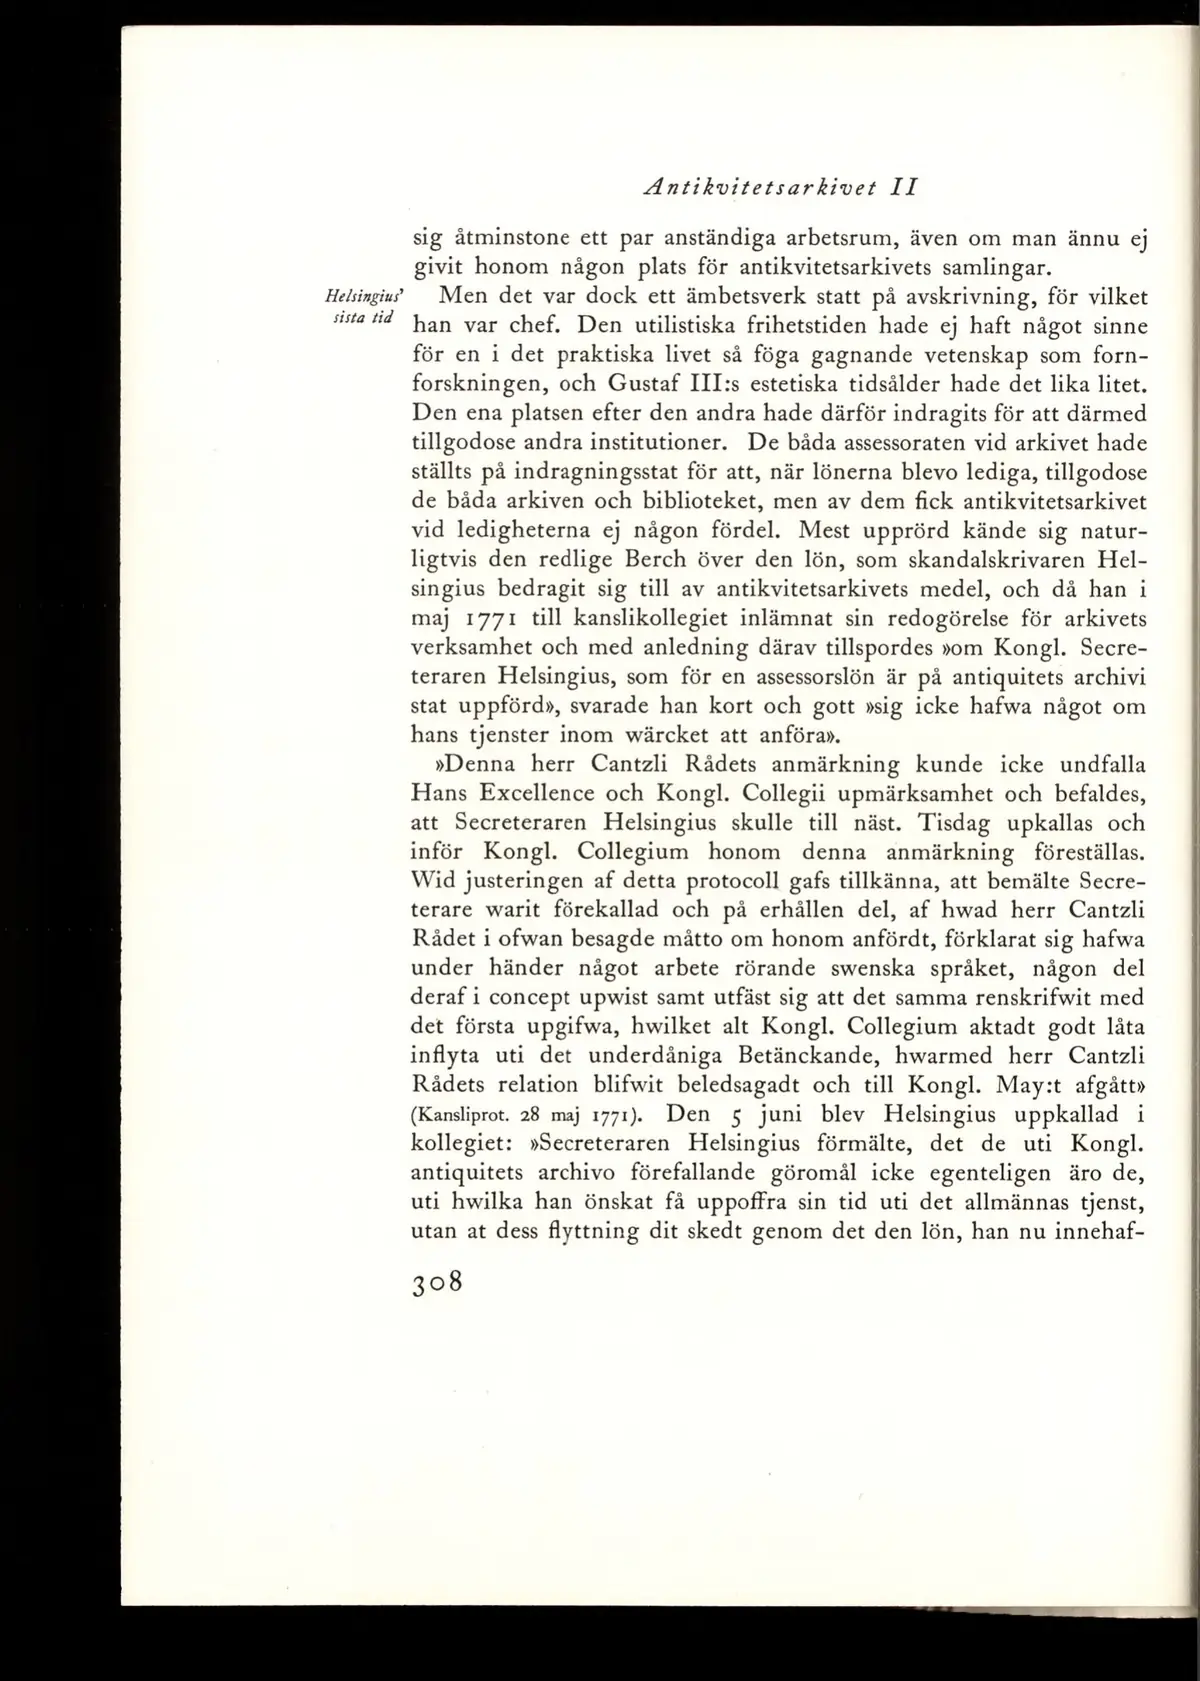 Antikvitetsarkivet II
sig åtminstone ett par anständiga arbetsrum, även om man ännu ej
givit honom någon plats för antikvitetsarkivets samlingar.
Helsingius'
sista tid
Men det var dock ett ämbetsverk statt på avskrivning, för vilket
han var chef. Den utilistiska frihetstiden hade ej haft något sinne
för en i det praktiska livet så föga gagnande vetenskap som forn-
forskningen, och Gustaf III:s estetiska tidsålder hade det lika litet.
Den ena platsen efter den andra hade därför indragits för att därmed
tillgodose andra institutioner. De båda assessoraten vid arkivet hade
ställts på indragningsstat för att, när lönerna blevo lediga, tillgodose
de båda arkiven och biblioteket, men av dem fick antikvitetsarkivet
vid ledigheterna ej någon fördel. Mest upprörd kände sig natur-
ligtvis den redlige Berch över den lön, som skandalskrivaren Hel-
singius bedragit sig till av antikvitetsarkivets medel, och då han i
maj 1771 till kanslikollegiet inlämnat sin redogörelse för arkivets
verksamhet och med anledning därav tillspordes »om Kongl. Secre-
teraren Helsingius, som för en assessorslön är på antiquitets archivi
stat uppförd», svarade han kort och gott »sig icke hafwa något om
hans tjenster inom wärcket att anföra».
»Denna herr Cantzli Rådets anmärkning kunde icke undfalla
Hans Excellence och Kongl. Collegii upmärksamhet och befaldes,
att Secreteraren Helsingius skulle till näst. Tisdag upkallas och
inför Kongl. Collegium honom denna anmärkning föreställas.
Wid justeringen af detta protocoll gafs tillkänna, att bemälte Secre-
terare warit förekallad och på erhållen del, af hwad herr Cantzli
Rådet i ofwan besagde måtto om honom anfördt, förklarat sig hafwa
under händer något arbete rörande swenska språket, någon del
deraf i concept upwist samt utfäst sig att det samma renskrifwit med
det första upgifwa, hwilket alt Kongl. Collegium aktadt godt låta
inflyta uti det underdåniga Betänckande, hwarmed herr Cantzli
Rådets relation blifwit beledsagadt och till Kongl. May:t afgått»
(Kansliprot. 28 maj 1771). Den 5 juni blev Helsingius uppkallad i
kollegiet: »Secreteraren Helsingius förmälte, det de uti Kongl.
antiquitets archivo förefallande göromål icke egenteligen äro de,
uti hwilka han önskat få uppoffra sin tid uti det allmännas tjenst,
utan at dess flyttning dit skedt genom det den lön, han nu innehaf-
308